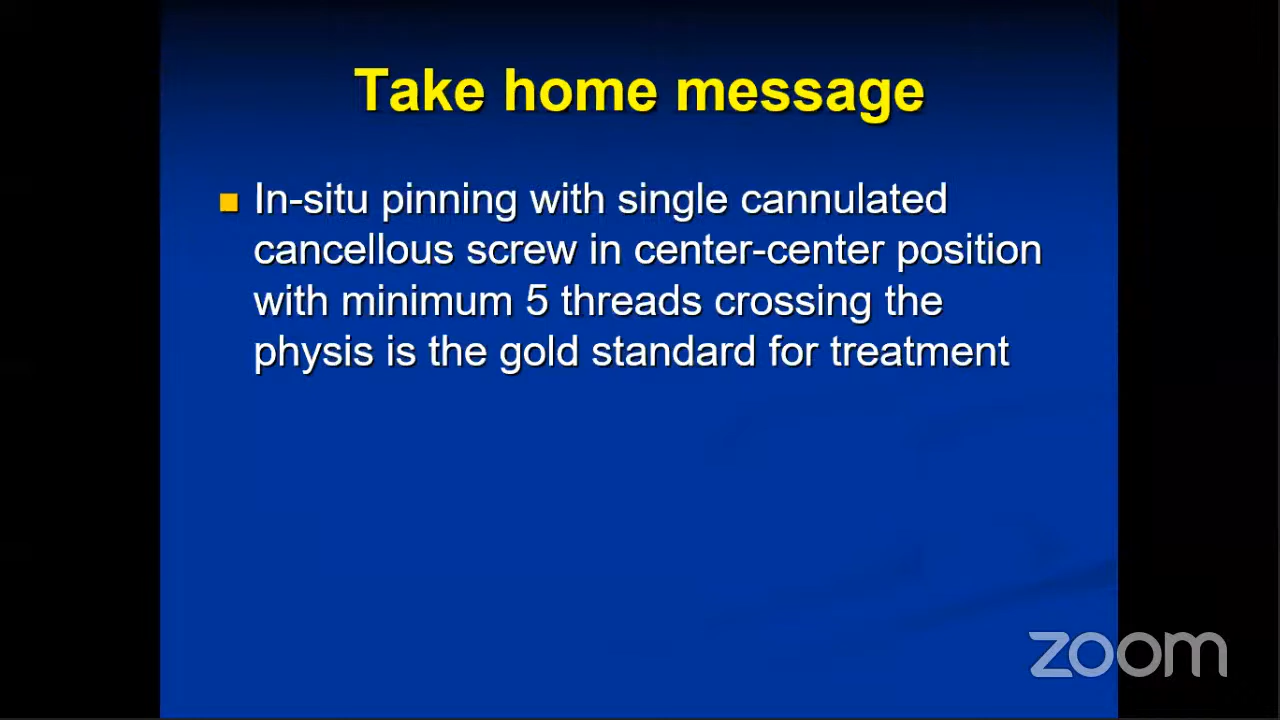 Take home message
In-situ pinning with single cannulated
cancellous screw in center-center position
with minimum 5 threads crossing the
physis is the gold standard for treatment
zoom